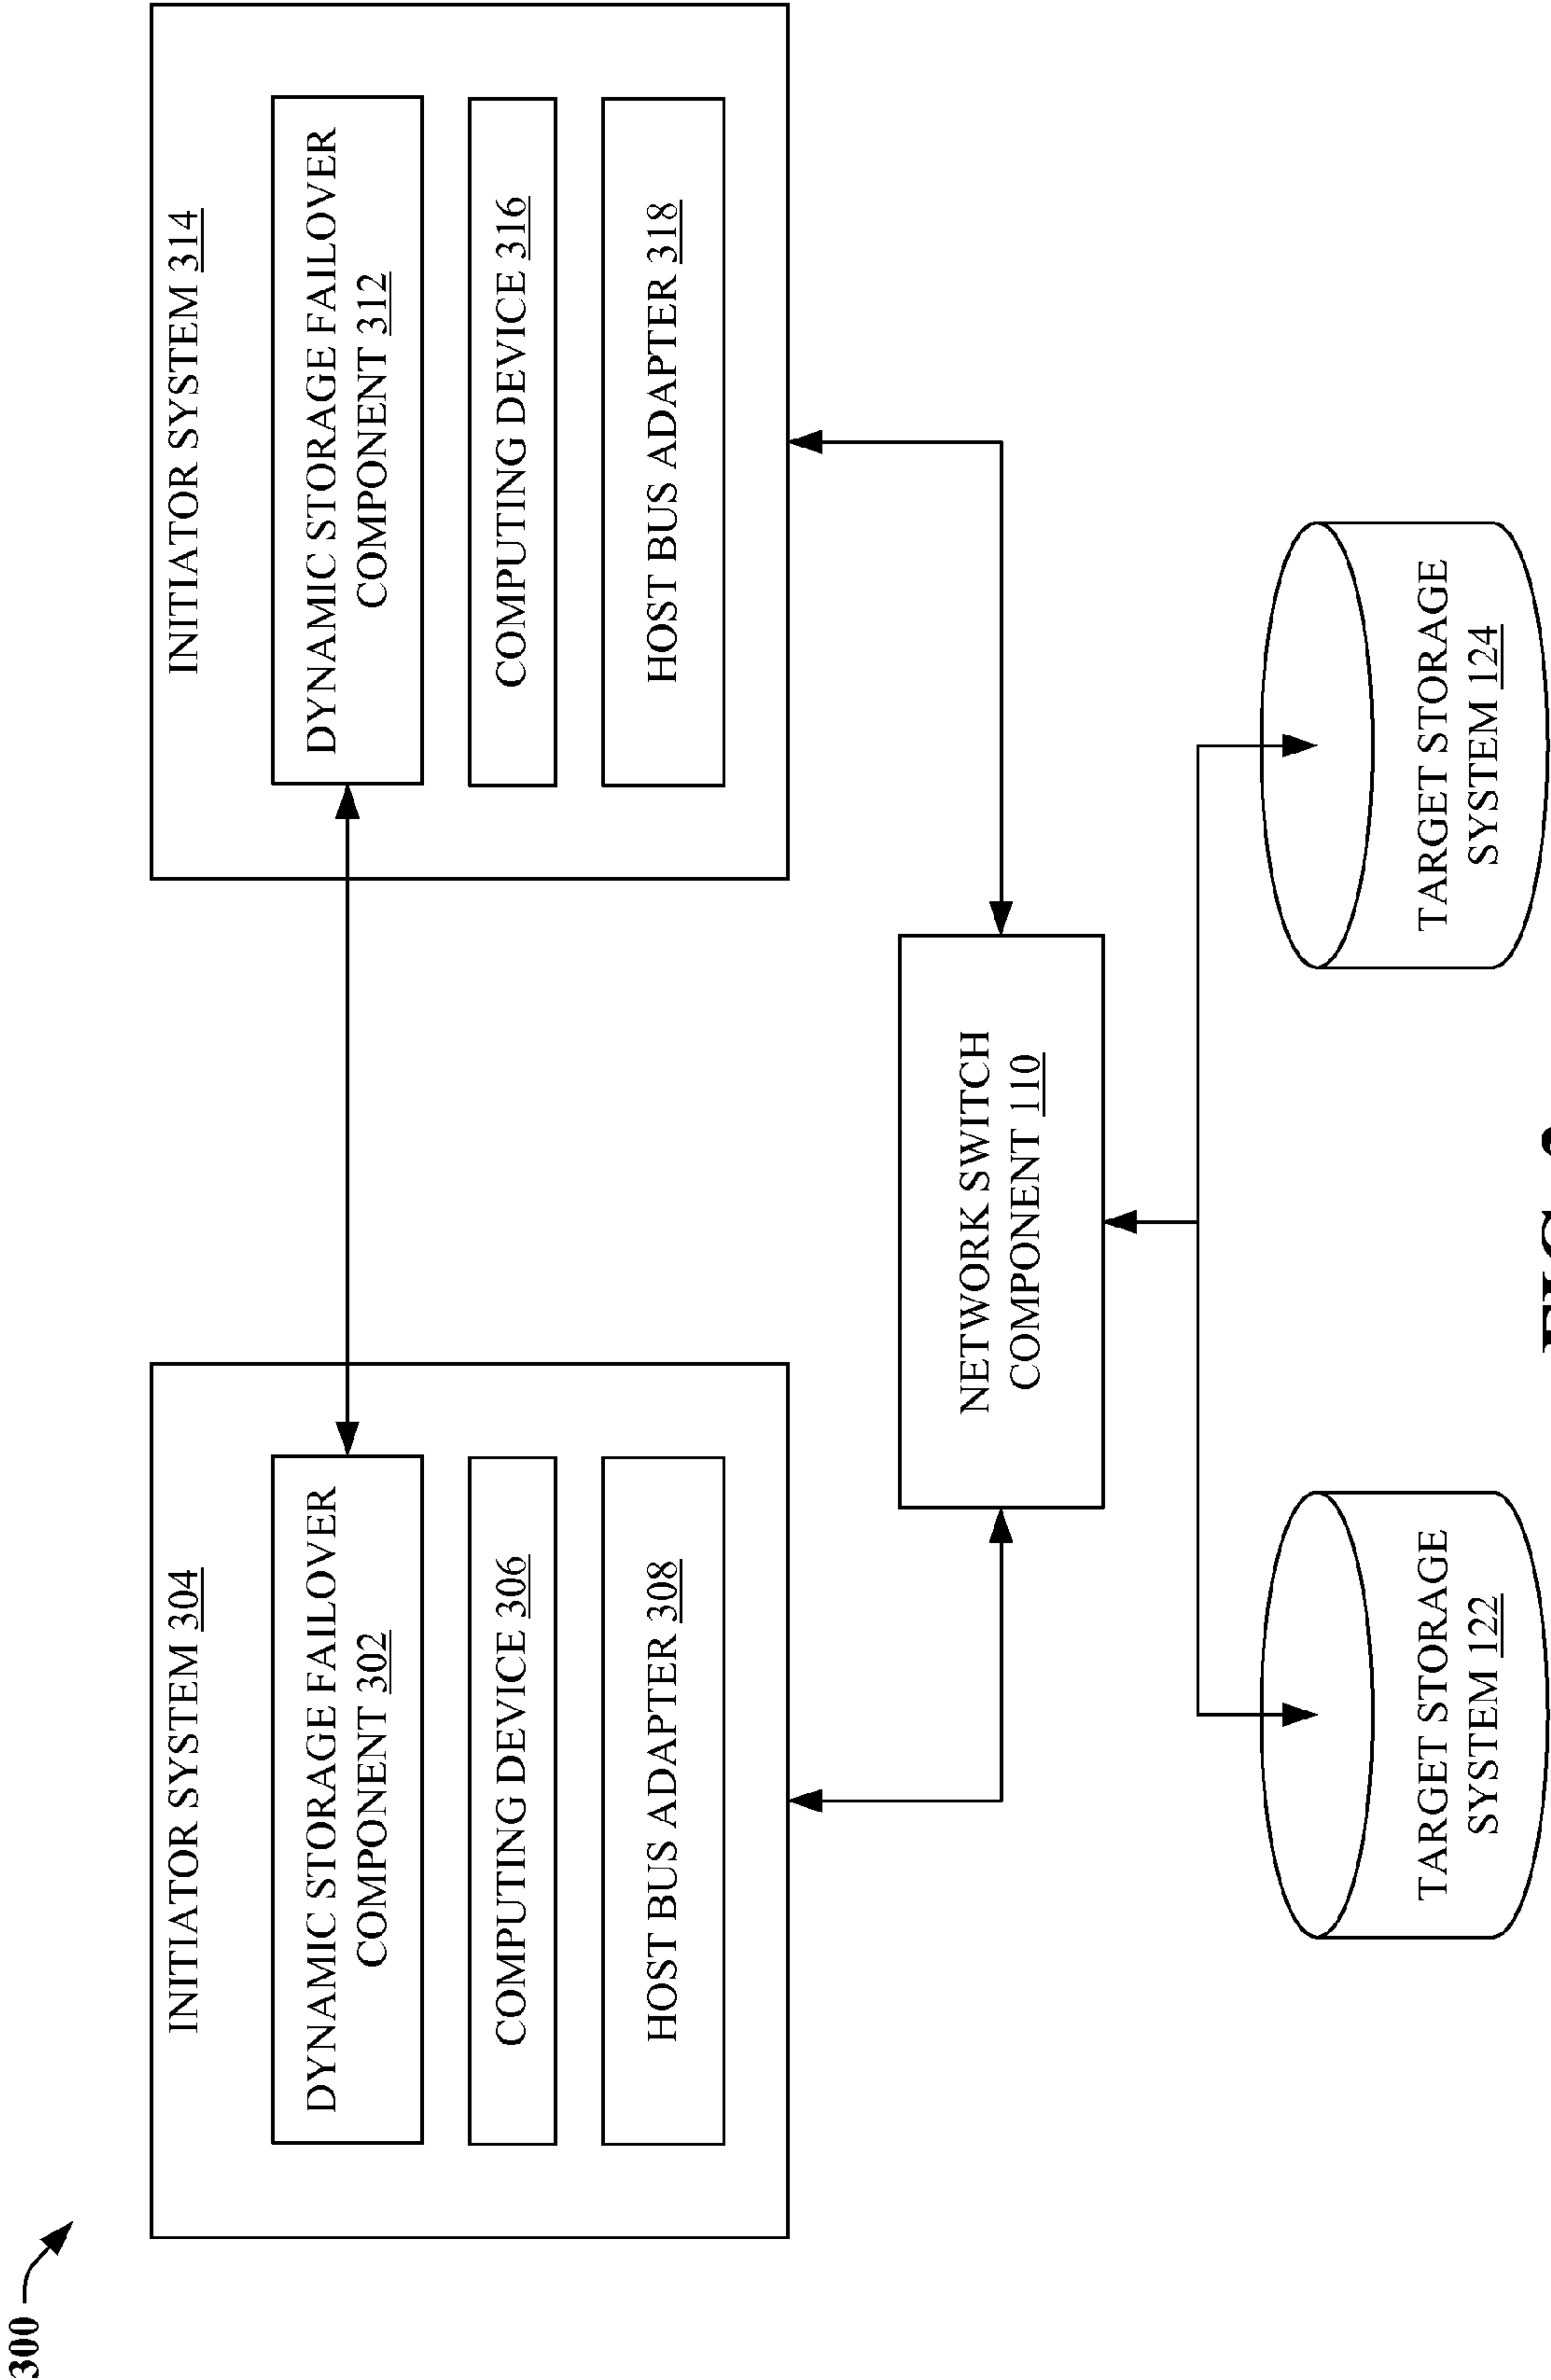 300
INITIATOR SYSTEM 304
DYNAMIC STORAGE FAILOVER
COMPONENT 302
COMPUTING DEVICE 306
HOST BUS ADAPTER 308
INITIATOR SYSTEM 314
DYNAMIC STORAGE FAILOVER
COMPONENT 312
COMPUTING DEVICE 316
HOST BUS ADAPTER 318
NETWORK SWITCH
COMPONENT 110
TARGET STORAGE
SYSTEM 122
TARGET STORAGE
SYSTEM 124